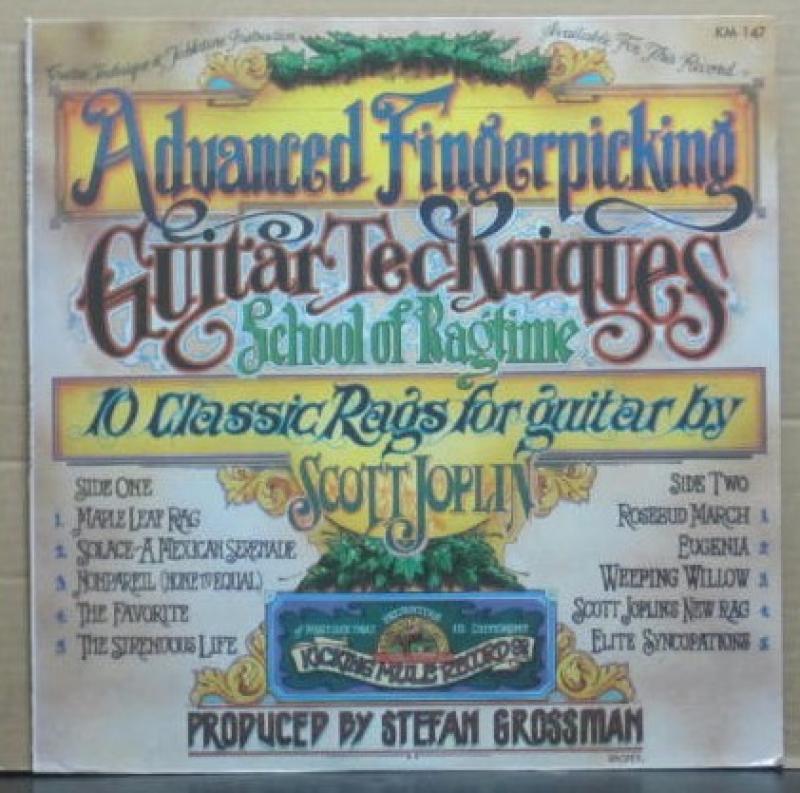 Guitar Technique & Tablature Instruction
Available For This Record
KM 147
Advanced Fingerpicking
Guitar Techniques
School of Ragtime
10 Classic Rags for guitar by
Scott Joplin
Side One
1. Maple Leaf Rag
2. Solace-A Mexican Serenade
3. Nonpareil (None to Equal)
4. The Favorite
5. The Strenuous Life
Side Two
Rosebud March 1.
Eugenia 2.
Weeping Willow 3.
Scott Joplin's New Rag 4.
Elite Syncopations 5.
Kicking Mule Records
Produced by Stefan Grossman